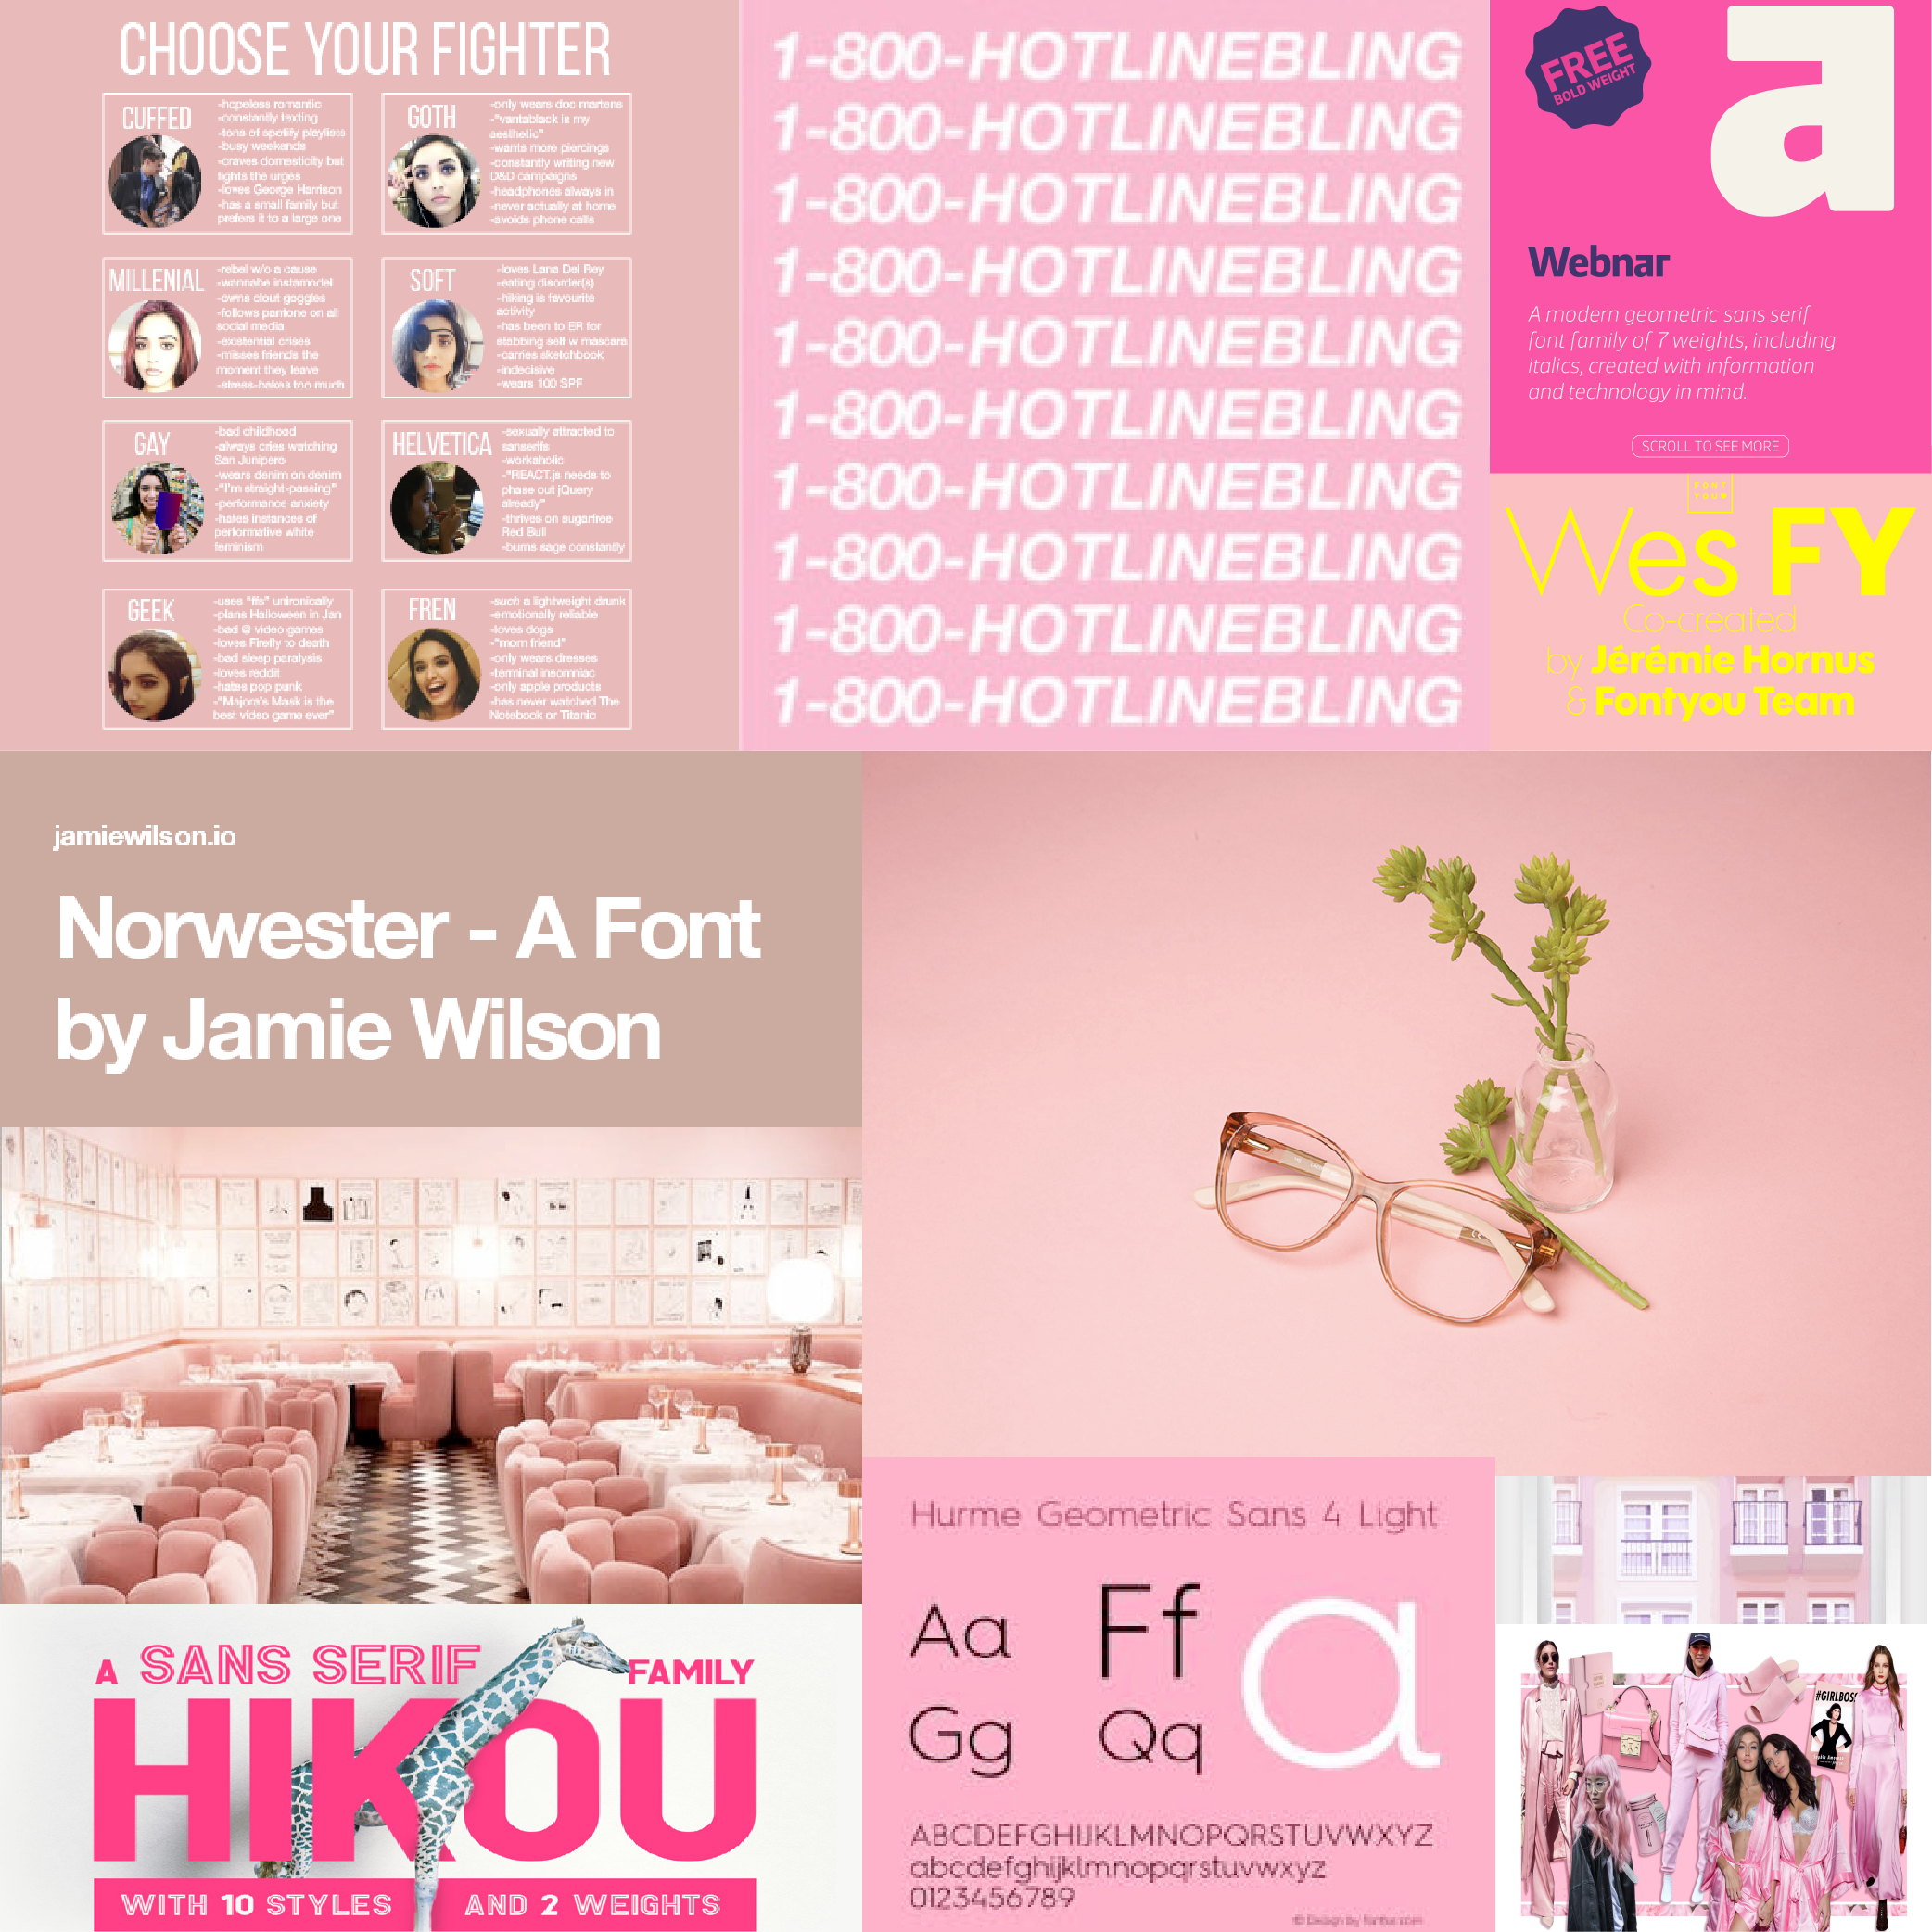 CHOOSE YOUR FIGHTER
CUFFED
-hopeless romantic
-constantly texting
-tons of spotify playlists
-busy weekends
-craves domesticity but
fights the urges
-loves George Harrison
-has a small family but
prefers it to a large one
GOTH
-only wears doc martens
-"vantablack is my
aesthetic"
-wants more piercings
-constantly writing new
D&D campaigns
-headphones always in
-never actually at home
-avoids phone calls
MILLENIAL
-rebel w/o a cause
-wannabe instamodel
-owns clout goggles
-follows pantone on all
social media
-existential crises
-misses friends the
moment they leave
-stress-bakes too much
SOFT
-loves Lana Del Rey
-eating disorder(s)
-hiking is favourite
activity
-has been to ER for
stabbing self w mascara
-carries sketchbook
-indecisive
-wears 100 SPF
GAY
-bad childhood
-always cries watching
San Junipero
-wears denim on denim
-"I'm straight-passing"
-performance anxiety
-hates instances of
performative white
feminism
HELVETICA
-sexually attracted to
sanserifs
-workaholic
-"REACT.js needs to
phase out jQuery
already"
-thrives on sugarfree
Red Bull
-burns sage constantly
GEEK
-uses "ffs" unironically
-plans Halloween in Jan
-bad @ video games
-loves Firefly to death
-bad sleep paralysis
-loves reddit
-hates pop punk
-"Majora's Mask is the
best video game ever"
FREN
-such a lightweight drunk
-emotionally reliable
-loves dogs
-"mom friend"
-only wears dresses
-terminal insomniac
-only apple products
-has never watched The
Notebook or Titanic
1-800-HOTLINEBLING
1-800-HOTLINEBLING
1-800-HOTLINEBLING
1-800-HOTLINEBLING
1-800-HOTLINEBLING
1-800-HOTLINEBLING
1-800-HOTLINEBLING
1-800-HOTLINEBLING
1-800-HOTLINEBLING
1-800-HOTLINEBLING
FREE
BOLD WEIGHT
a
Webnar
A modern geometric sans serif
font family of 7 weights, including
italics, created with information
and technology in mind.
SCROLL TO SEE MORE
FONT
YOU®
Wes FY
Co-created
by Jérémie Hornus
& Fontyou Team
jamiewilson.io
Norwester - A Font
by Jamie Wilson
A SANS SERIF FAMILY
HIKOU
WITH 10 STYLES AND 2 WEIGHTS
Hurme Geometric Sans 4 Light
Aa Ff a
Gg Qq
ABCDEFGHIJKLMNOPQRSTUVWXYZ
abcdefghijklmnopqrstuvwxyz
0123456789
© Design by fontke.com
#GIRLBOSS